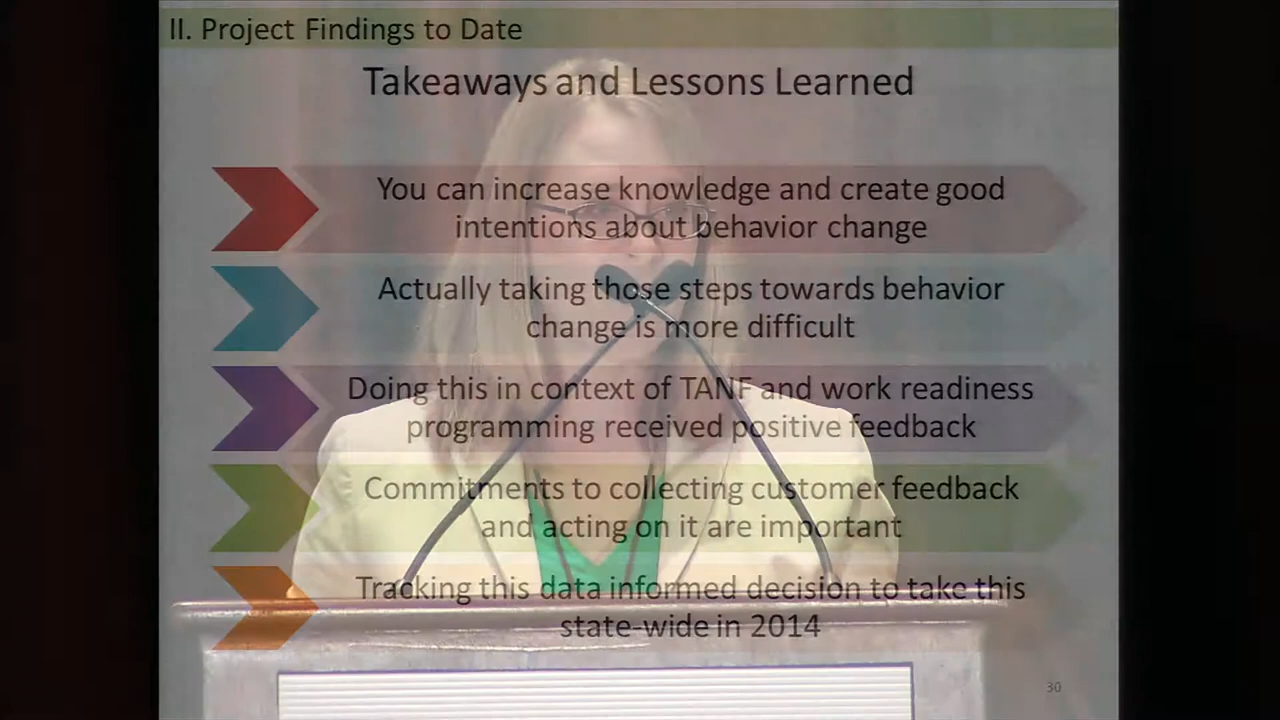 II. Project Findings to Date
Takeaways and Lessons Learned
You can increase knowledge and create good
intentions about behavior change
Actually taking those steps towards behavior
change is more difficult
Doing this in context of TANF and work readiness
programming received positive feedback
Commitments to collecting customer feedback
and acting on it are important
Tracking this data informed decision to take this
state-wide in 2014
30